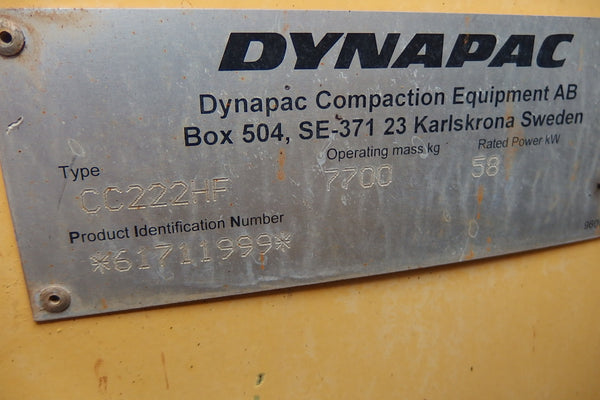 DYNAPAC
Dynapac Compaction Equipment AB
Box 504, SE-371 23 Karlskrona Sweden
Type Operating mass kg Rated Power kW
CC222HF 7700 58
Product Identification Number
*61711999*